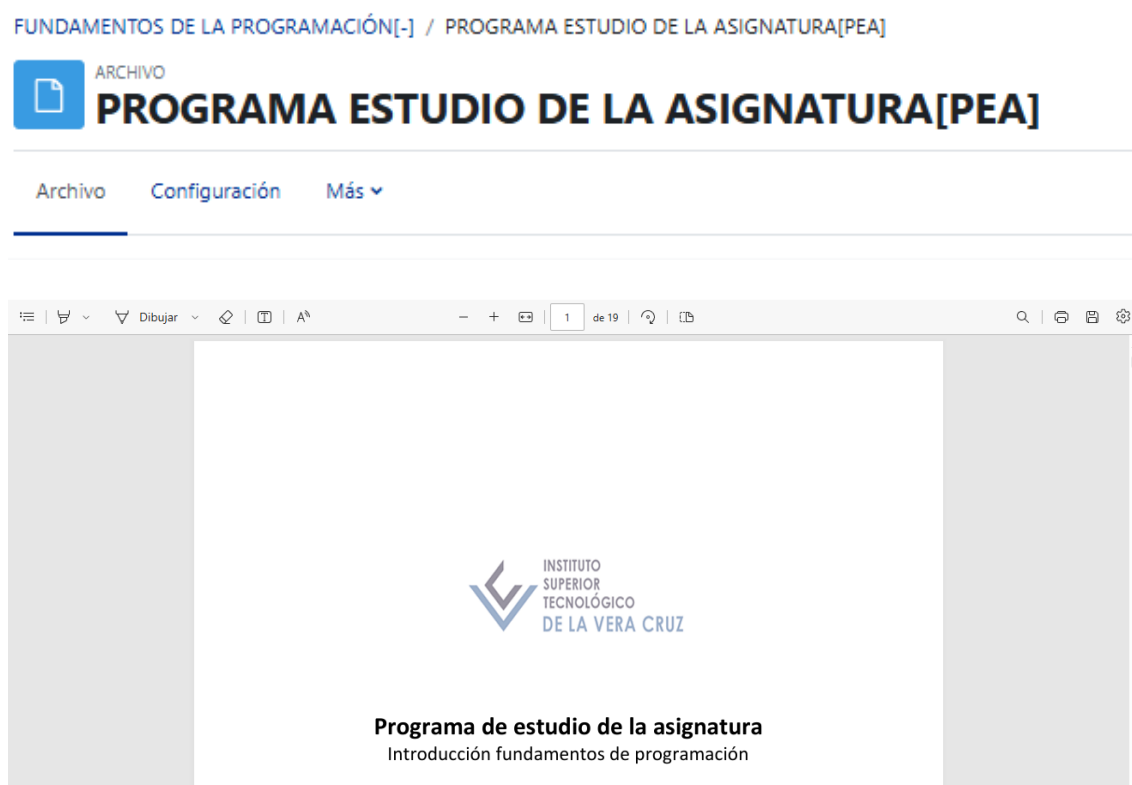 FUNDAMENTOS DE LA PROGRAMACIÓN[-] / PROGRAMA ESTUDIO DE LA ASIGNATURA[PEA]
ARCHIVO
PROGRAMA ESTUDIO DE LA ASIGNATURA[PEA]
Archivo Configuración Más
Dibujar 1 de 19
INSTITUTO
SUPERIOR
TECNOLÓGICO
DE LA VERA CRUZ
Programa de estudio de la asignatura
Introducción fundamentos de programación